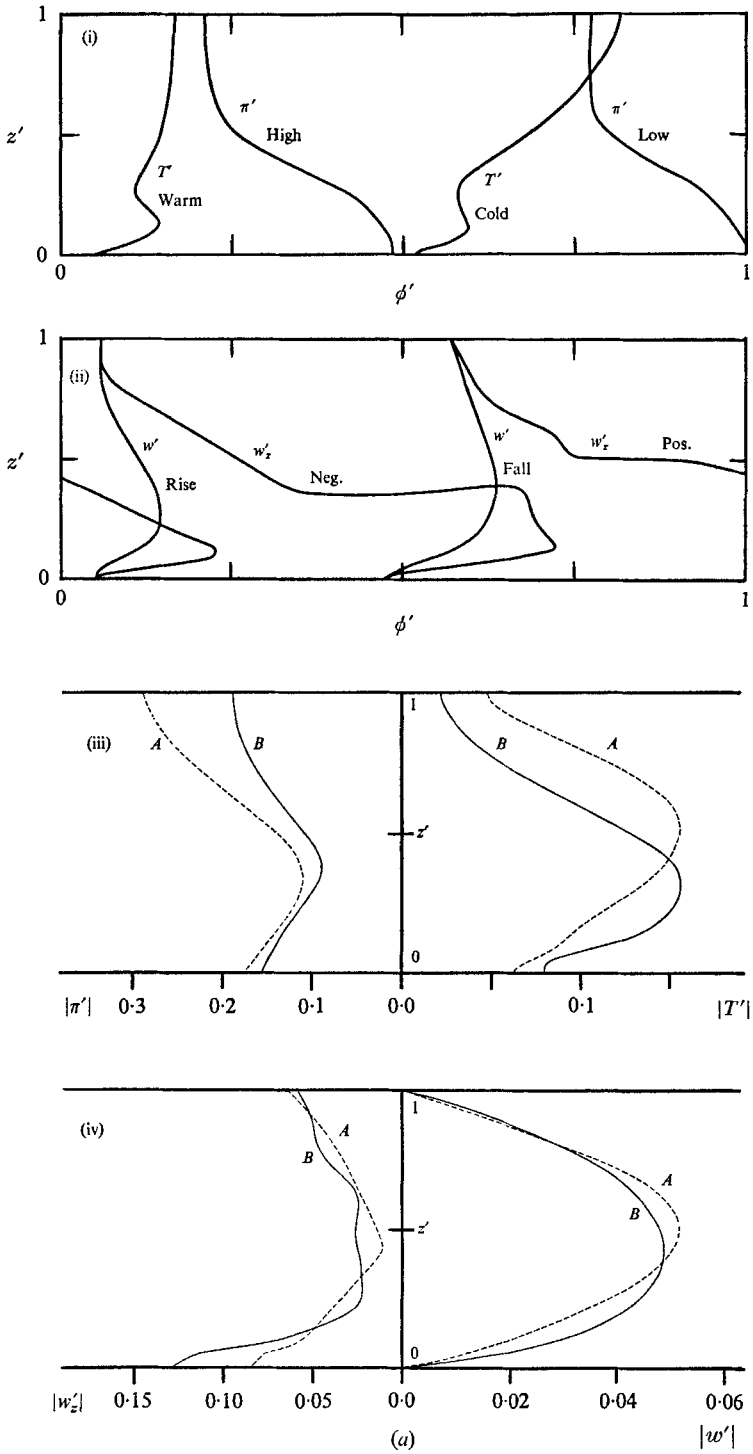 1
(i)
π′
High
π′
Low
z′
T′
Warm
T′
Cold
0
0
1
ϕ′
1
(ii)
w′
w′z
w′
w′z
Pos.
z′
Rise
Neg.
Fall
0
0
1
ϕ′
1
(iii)
A
B
B
A
z′
0
|π′| 0·3 0·2 0·1 0·0 0·1 |T′|
(iv)
1
A
B
A
B
z′
0
|w′z| 0·15 0·10 0·05 0·0 0·02 0·04 0·06
(a)
|w′|